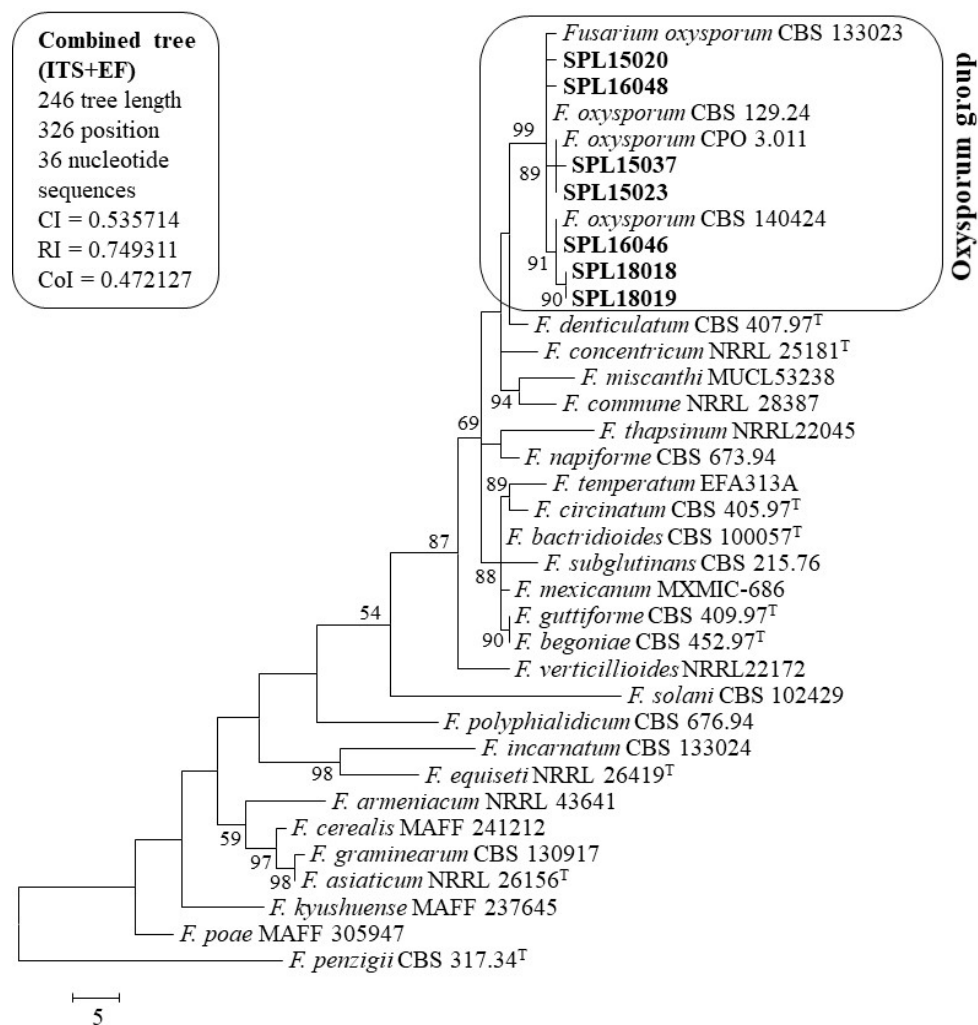 Combined tree
(ITS+EF)
246 tree length
326 position
36 nucleotide
sequences
CI = 0.535714
RI = 0.749311
CoI = 0.472127
Fusarium oxysporum CBS 133023
SPL15020
SPL16048
F. oxysporum CBS 129.24
99
F. oxysporum CPO 3.011
89
SPL15037
SPL15023
F. oxysporum CBS 140424
SPL16046
91
SPL18018
90
SPL18019
Oxysporum group
F. denticulatum CBS 407.97ᵀ
F. concentricum NRRL 25181ᵀ
F. miscanthi MUCL53238
94
F. commune NRRL 28387
69
F. thapsinum NRRL22045
F. napiforme CBS 673.94
89
F. temperatum EFA313A
F. circinatum CBS 405.97ᵀ
F. bactridioides CBS 100057ᵀ
87
F. subglutinans CBS 215.76
88
F. mexicanum MXMIC-686
F. guttiforme CBS 409.97ᵀ
54
90
F. begoniae CBS 452.97ᵀ
F. verticillioides NRRL22172
F. solani CBS 102429
F. polyphialidicum CBS 676.94
F. incarnatum CBS 133024
98
F. equiseti NRRL 26419ᵀ
F. armeniacum NRRL 43641
59
F. cerealis MAFF 241212
97
F. graminearum CBS 130917
98
F. asiaticum NRRL 26156ᵀ
F. kyushuense MAFF 237645
F. poae MAFF 305947
F. penzigii CBS 317.34ᵀ
5